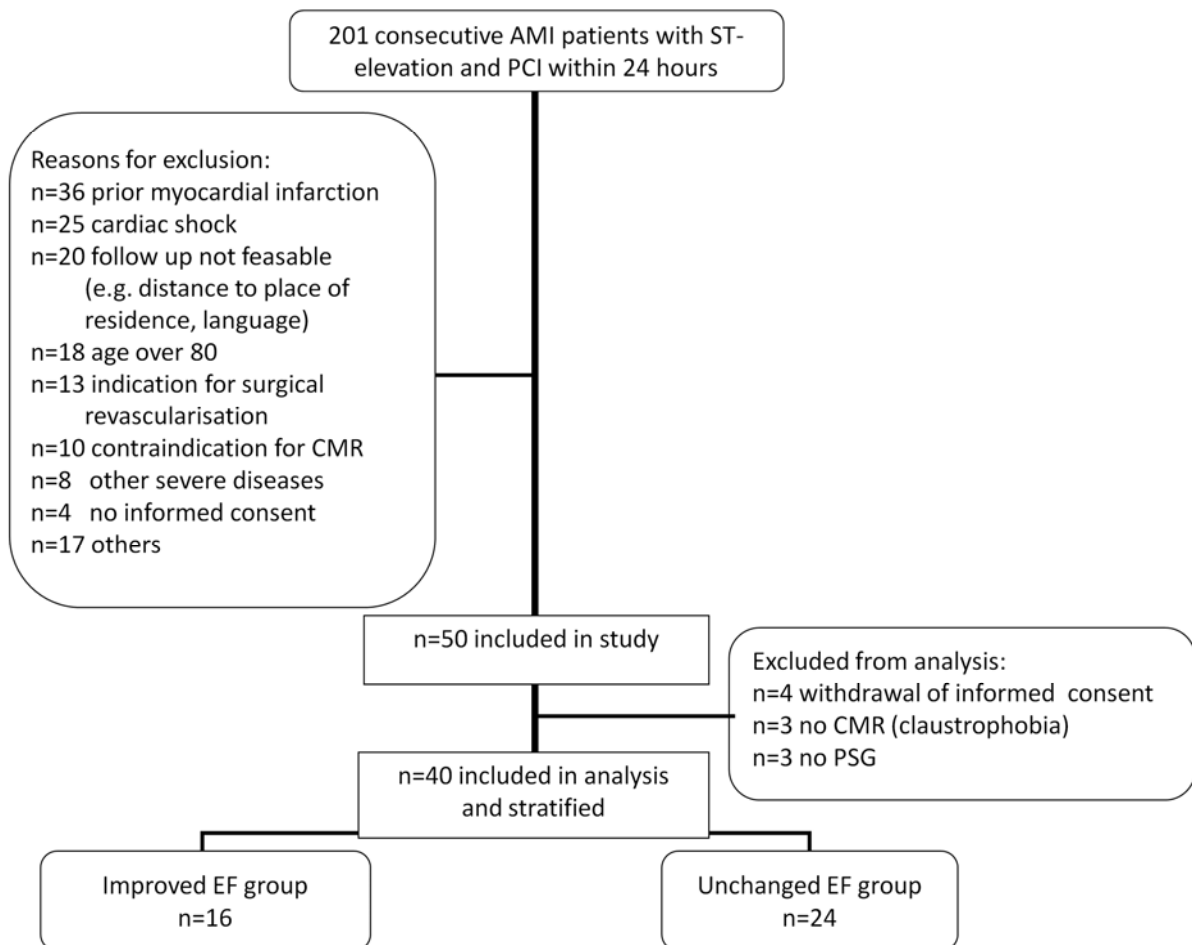 201 consecutive AMI patients with ST-
elevation and PCI within 24 hours
Reasons for exclusion:
n=36 prior myocardial infarction
n=25 cardiac shock
n=20 follow up not feasable
(e.g. distance to place of
residence, language)
n=18 age over 80
n=13 indication for surgical
revascularisation
n=10 contraindication for CMR
n=8 other severe diseases
n=4 no informed consent
n=17 others
n=50 included in study
Excluded from analysis:
n=4 withdrawal of informed consent
n=3 no CMR (claustrophobia)
n=3 no PSG
n=40 included in analysis
and stratified
Improved EF group
n=16
Unchanged EF group
n=24